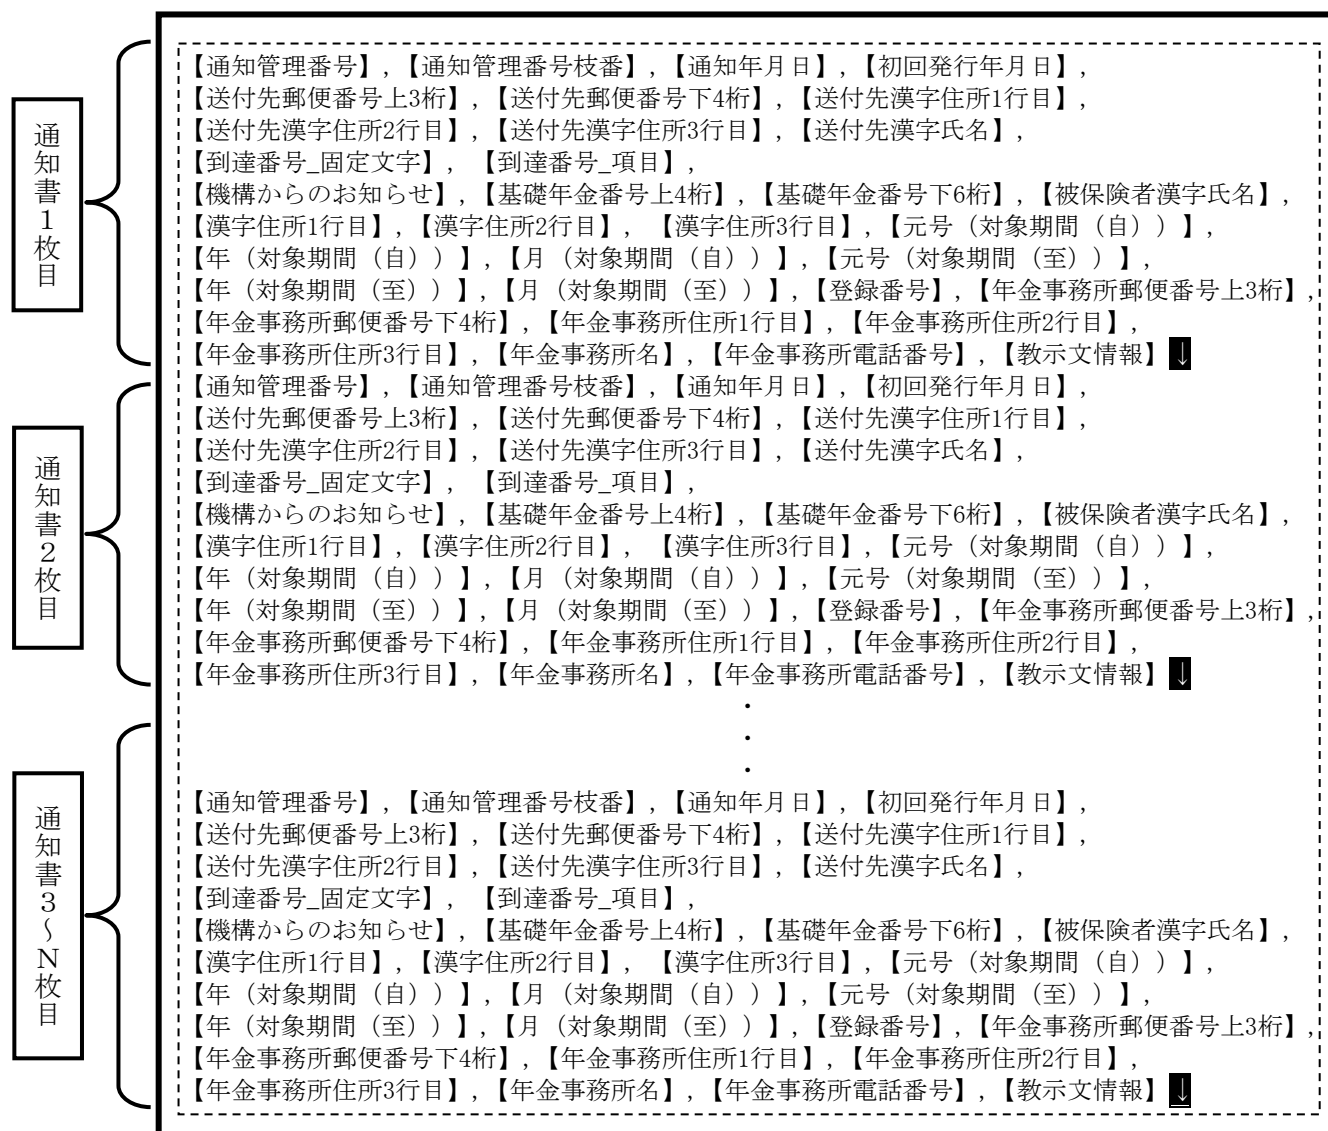 通知書１枚目
【通知管理番号】,【通知管理番号枝番】,【通知年月日】,【初回発行年月日】,
【送付先郵便番号上3桁】,【送付先郵便番号下4桁】,【送付先漢字住所1行目】,
【送付先漢字住所2行目】,【送付先漢字住所3行目】,【送付先漢字氏名】,
【到達番号_固定文字】, 【到達番号_項目】,
【機構からのお知らせ】,【基礎年金番号上4桁】,【基礎年金番号下6桁】,【被保険者漢字氏名】,
【漢字住所1行目】,【漢字住所2行目】, 【漢字住所3行目】,【元号（対象期間（自））】,
【年（対象期間（自））】,【月（対象期間（自））】,【元号（対象期間（至））】,
【年（対象期間（至））】,【月（対象期間（至））】,【登録番号】,【年金事務所郵便番号上3桁】,
【年金事務所郵便番号下4桁】,【年金事務所住所1行目】,【年金事務所住所2行目】,
【年金事務所住所3行目】,【年金事務所名】,【年金事務所電話番号】,【教示文情報】↓
通知書２枚目
【通知管理番号】,【通知管理番号枝番】,【通知年月日】,【初回発行年月日】,
【送付先郵便番号上3桁】,【送付先郵便番号下4桁】,【送付先漢字住所1行目】,
【送付先漢字住所2行目】,【送付先漢字住所3行目】,【送付先漢字氏名】,
【到達番号_固定文字】, 【到達番号_項目】,
【機構からのお知らせ】,【基礎年金番号上4桁】,【基礎年金番号下6桁】,【被保険者漢字氏名】,
【漢字住所1行目】,【漢字住所2行目】, 【漢字住所3行目】,【元号（対象期間（自））】,
【年（対象期間（自））】,【月（対象期間（自））】,【元号（対象期間（至））】,
【年（対象期間（至））】,【月（対象期間（至））】,【登録番号】,【年金事務所郵便番号上3桁】,
【年金事務所郵便番号下4桁】,【年金事務所住所1行目】,【年金事務所住所2行目】,
【年金事務所住所3行目】,【年金事務所名】,【年金事務所電話番号】,【教示文情報】↓
・
・
・
通知書３～Ｎ枚目
【通知管理番号】,【通知管理番号枝番】,【通知年月日】,【初回発行年月日】,
【送付先郵便番号上3桁】,【送付先郵便番号下4桁】,【送付先漢字住所1行目】,
【送付先漢字住所2行目】,【送付先漢字住所3行目】,【送付先漢字氏名】,
【到達番号_固定文字】, 【到達番号_項目】,
【機構からのお知らせ】,【基礎年金番号上4桁】,【基礎年金番号下6桁】,【被保険者漢字氏名】,
【漢字住所1行目】,【漢字住所2行目】, 【漢字住所3行目】,【元号（対象期間（自））】,
【年（対象期間（自））】,【月（対象期間（自））】,【元号（対象期間（至））】,
【年（対象期間（至））】,【月（対象期間（至））】,【登録番号】,【年金事務所郵便番号上3桁】,
【年金事務所郵便番号下4桁】,【年金事務所住所1行目】,【年金事務所住所2行目】,
【年金事務所住所3行目】,【年金事務所名】,【年金事務所電話番号】,【教示文情報】↓